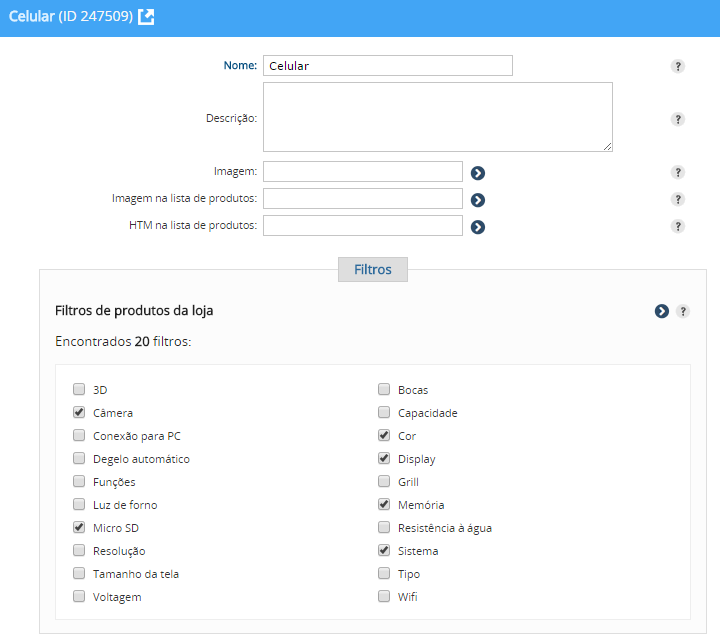 Celular (ID 247509)
Nome: Celular ?
Descrição: ?
Imagem: ?
Imagem na lista de produtos: ?
HTM na lista de produtos: ?
Filtros
Filtros de produtos da loja ?
Encontrados 20 filtros:
3D Bocas
Câmera Capacidade
Conexão para PC Cor
Degelo automático Display
Funções Grill
Luz de forno Memória
Micro SD Resistência à água
Resolução Sistema
Tamanho da tela Tipo
Voltagem Wifi